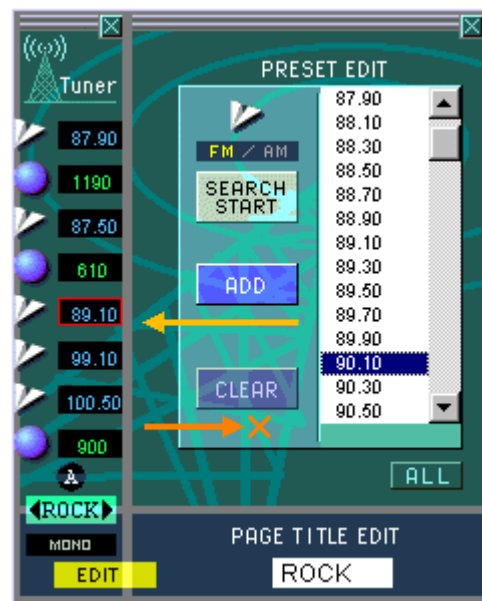 ((ဖ))
Tuner
87.90
1190
87.50
610
89.10
99.10
100.50
900
A
ROCK
MONO
EDIT
PRESET EDIT
FM / AM
SEARCH
START
ADD
CLEAR
87.90
88.10
88.30
88.50
88.70
88.90
89.10
89.30
89.50
89.70
89.90
90.10
90.30
90.50
ALL
PAGE TITLE EDIT
ROCK